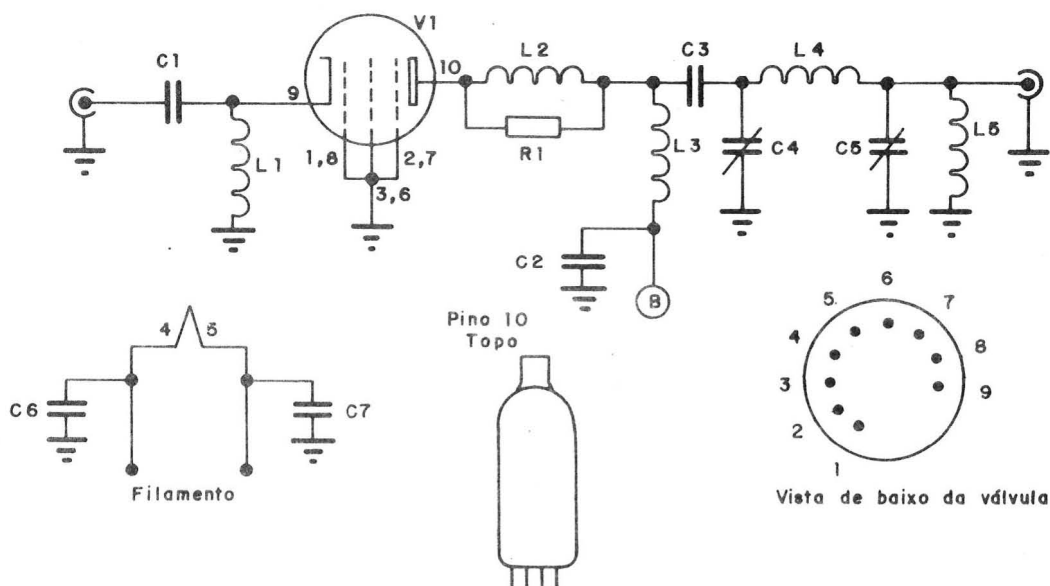 V1
C1
10
L2
C3
L4
9
L1
1,8
2,7
3,6
R1
L3
C4
C5
L5
C2
B
4
5
Pino 10
Topo
C6
C7
Filamento
6
5.
7
4
8
3
9
2
1
Vista de baixo da válvula